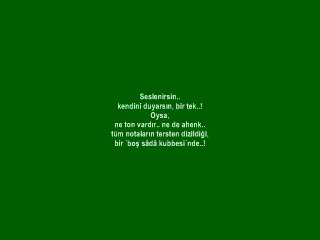 Seslenirsin..
kendini duyarsın, bir tek..!
Oysa,
ne ton vardır.. ne de ahenk..
tüm notaların tersten dizildiği,
bir ´boş sâdâ kubbesi´nde..!